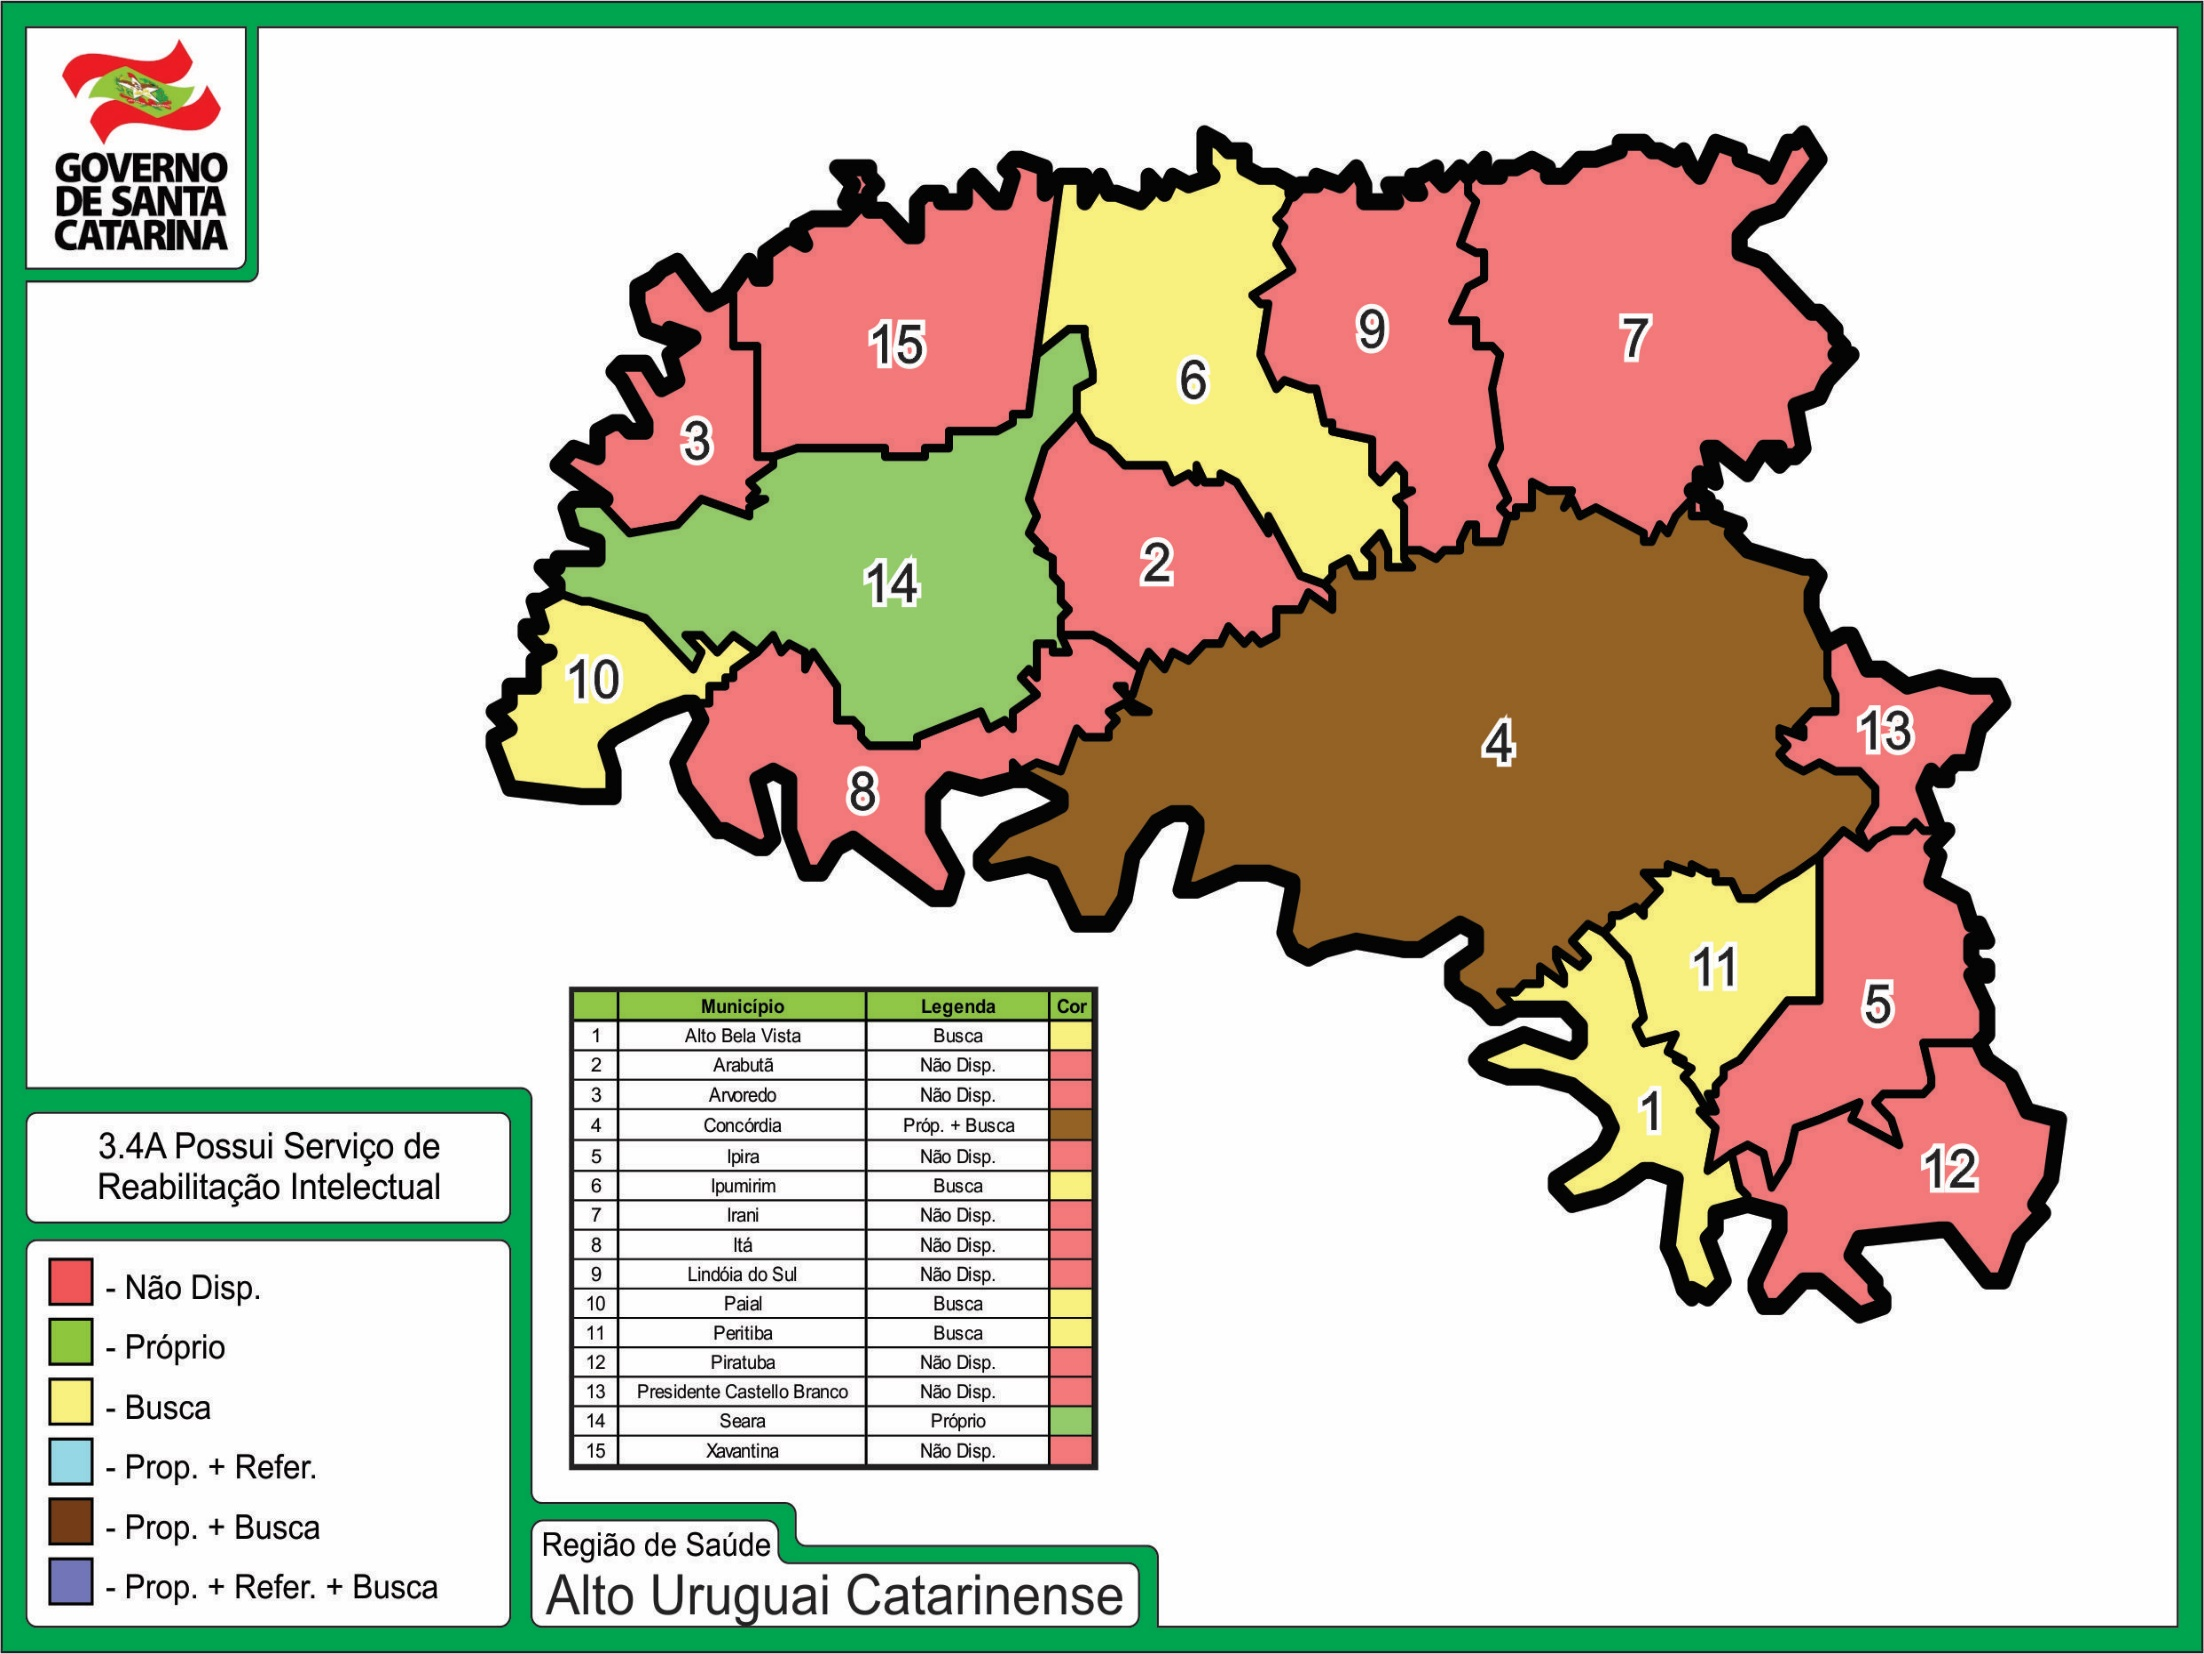 GOVERNO
DE SANTA
CATARINA
15
6
9
7
3
2
14
10
4
13
8
11
5
1
12
Município Legenda Cor
1 Alto Bela Vista Busca
2 Arabutã Não Disp.
3 Arvoredo Não Disp.
4 Concórdia Próp. + Busca
5 Ipira Não Disp.
6 Ipumirim Busca
7 Irani Não Disp.
8 Itá Não Disp.
9 Lindóia do Sul Não Disp.
10 Paial Busca
11 Peritiba Busca
12 Piratuba Não Disp.
13 Presidente Castello Branco Não Disp.
14 Seara Próprio
15 Xavantina Não Disp.
3.4A Possui Serviço de
Reabilitação Intelectual
- Não Disp.
- Próprio
- Busca
- Prop. + Refer.
- Prop. + Busca
- Prop. + Refer. + Busca
Região de Saúde
Alto Uruguai Catarinense